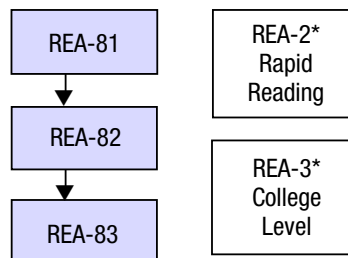 REA-81
REA-82
REA-83
REA-2*
Rapid
Reading
REA-3*
College
Level